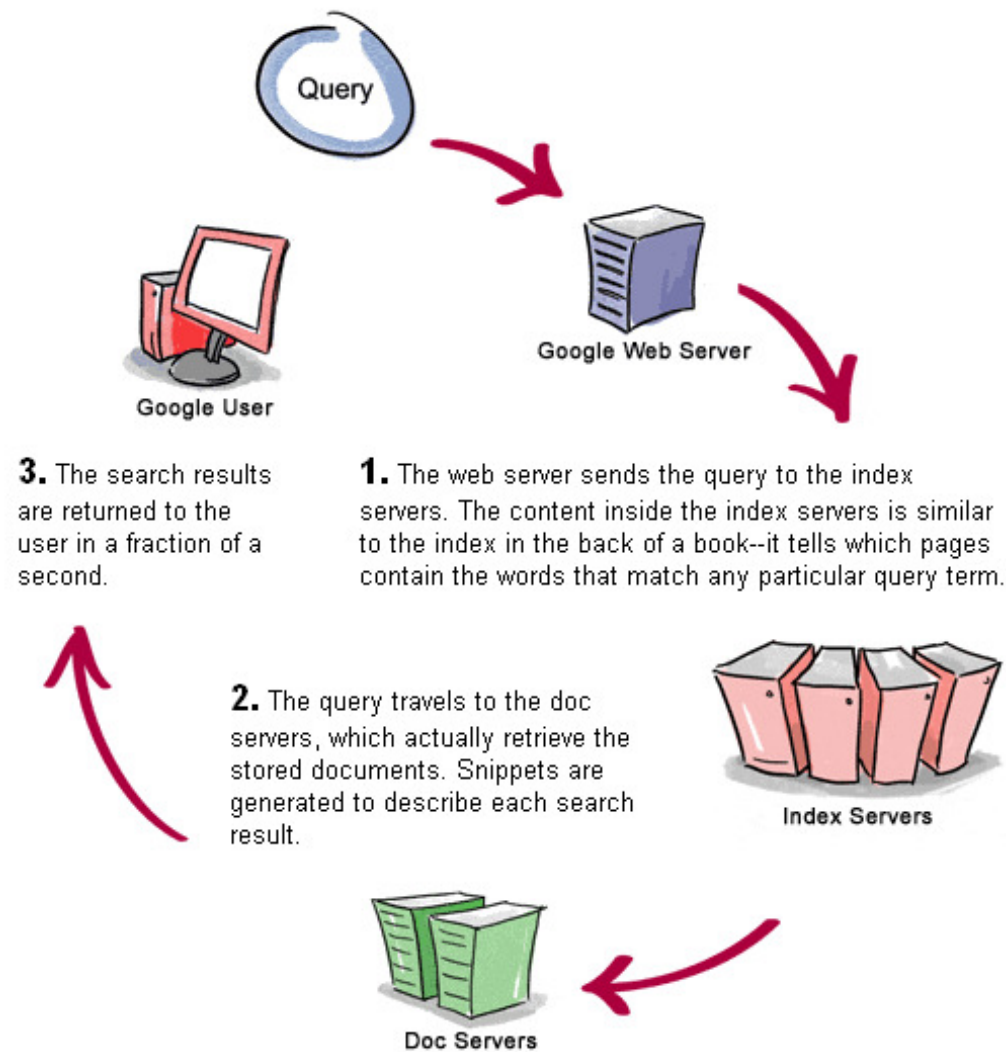 Query
Google Web Server
Google User
3. The search results
are returned to the
user in a fraction of a
second.
1. The web server sends the query to the index
servers. The content inside the index servers is similar
to the index in the back of a book--it tells which pages
contain the words that match any particular query term.
2. The query travels to the doc
servers, which actually retrieve the
stored documents. Snippets are
generated to describe each search
result.
Index Servers
Doc Servers